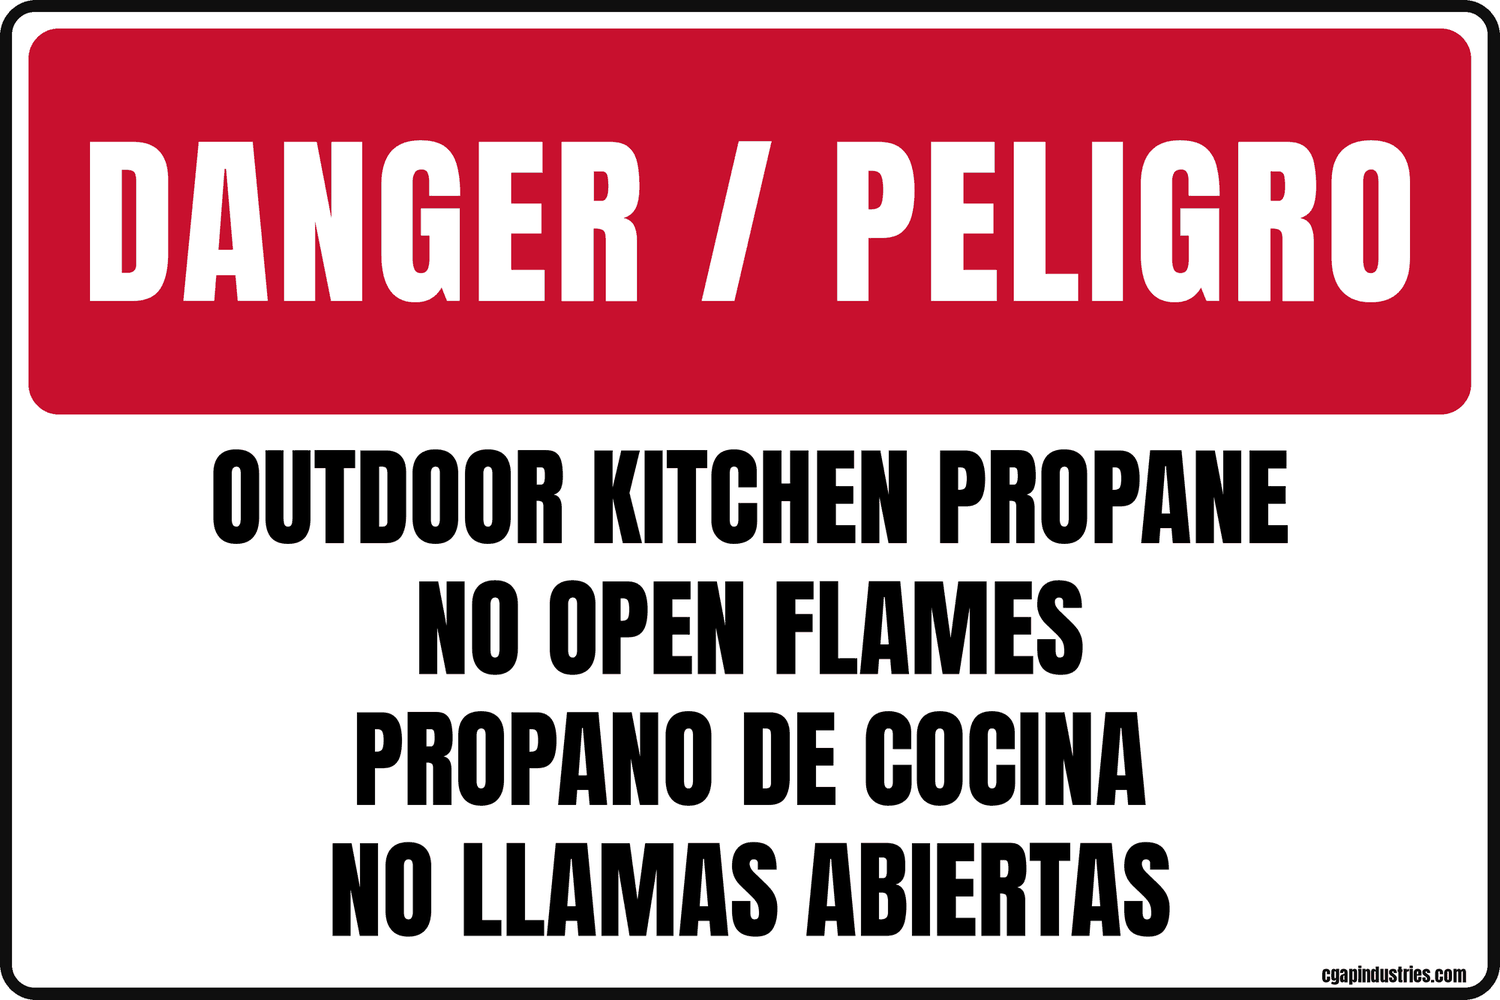 DANGER / PELIGRO
OUTDOOR KITCHEN PROPANE
NO OPEN FLAMES
PROPANO DE COCINA
NO LLAMAS ABIERTAS
cgapindustries.com